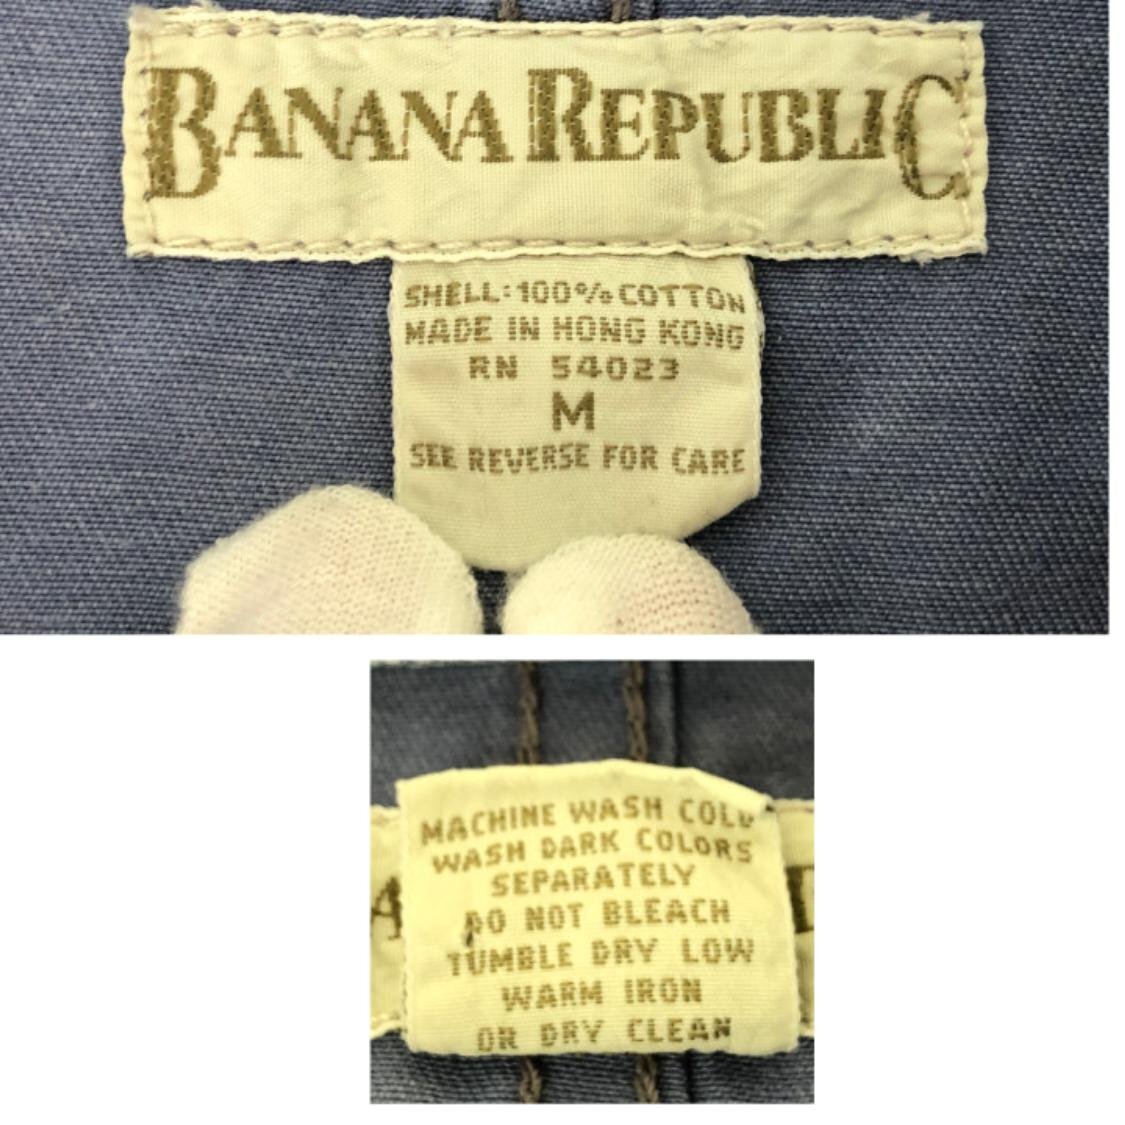 BANANA REPUBLIC
SHELL:100%COTTON
MADE IN HONG KONG
RN 54023
M
SEE REVERSE FOR CARE
MACHINE WASH COLD
WASH DARK COLORS
SEPARATELY
DO NOT BLEACH
TUMBLE DRY LOW
WARM IRON
OR DRY CLEAN